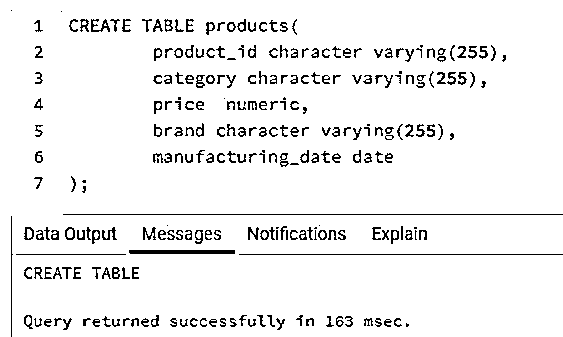 1 CREATE TABLE products(
2 product_id character varying(255),
3 category character varying(255),
4 price numeric,
5 brand character varying(255),
6 manufacturing_date date
7 );
Data Output Messages Notifications Explain
CREATE TABLE
Query returned successfully in 163 msec.